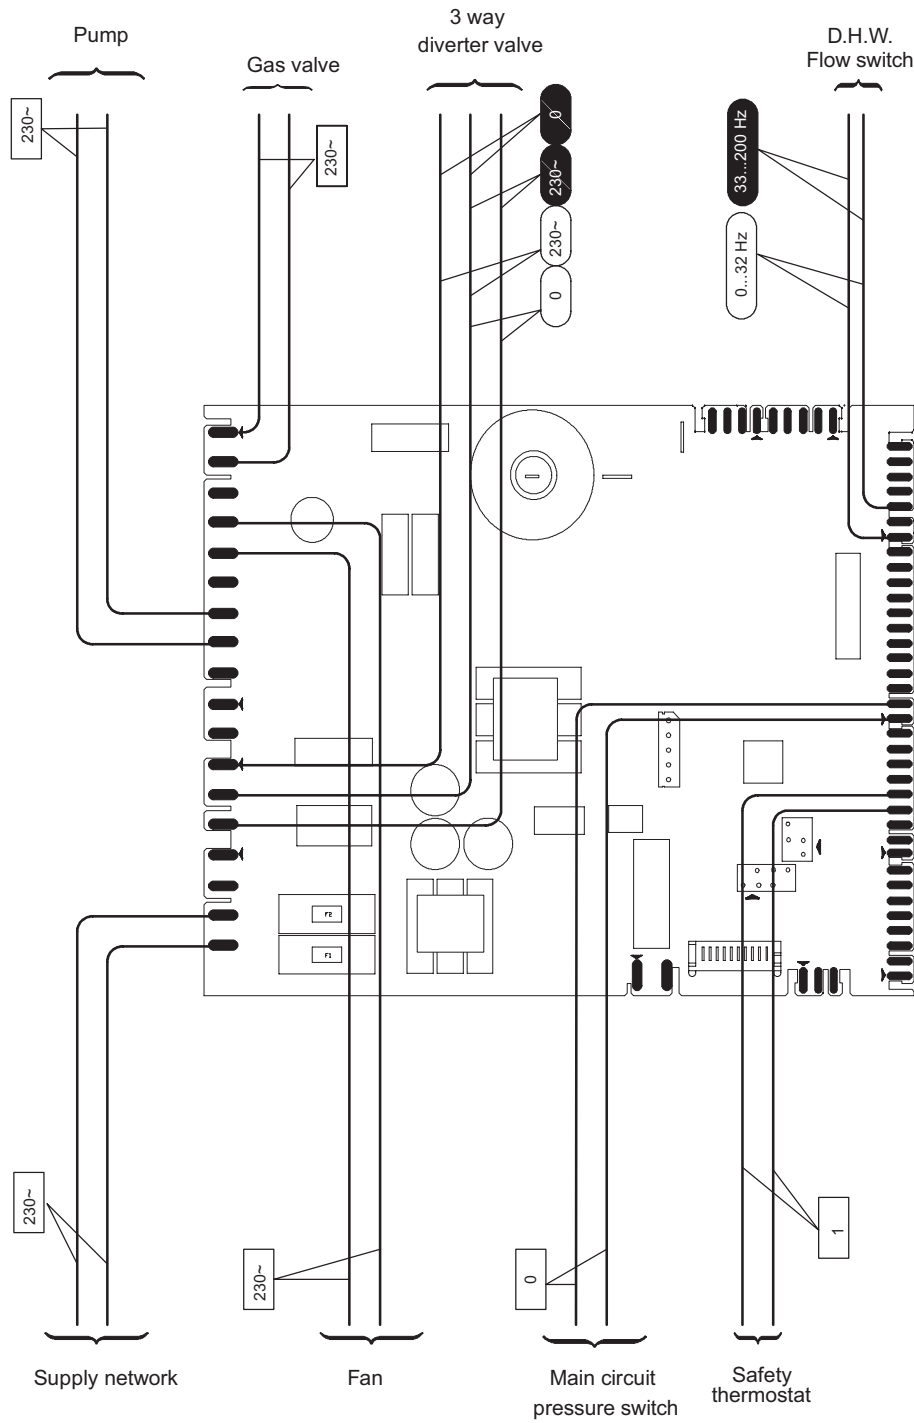 3 way
diverter valve
Pump
Gas valve
D.H.W.
Flow switch
230~
230~
0
230~
230~
0
33...200 Hz
0...32 Hz
F2
F1
230~
230~
0
1
Supply network
Fan
Main circuit
pressure switch
Safety
thermostat